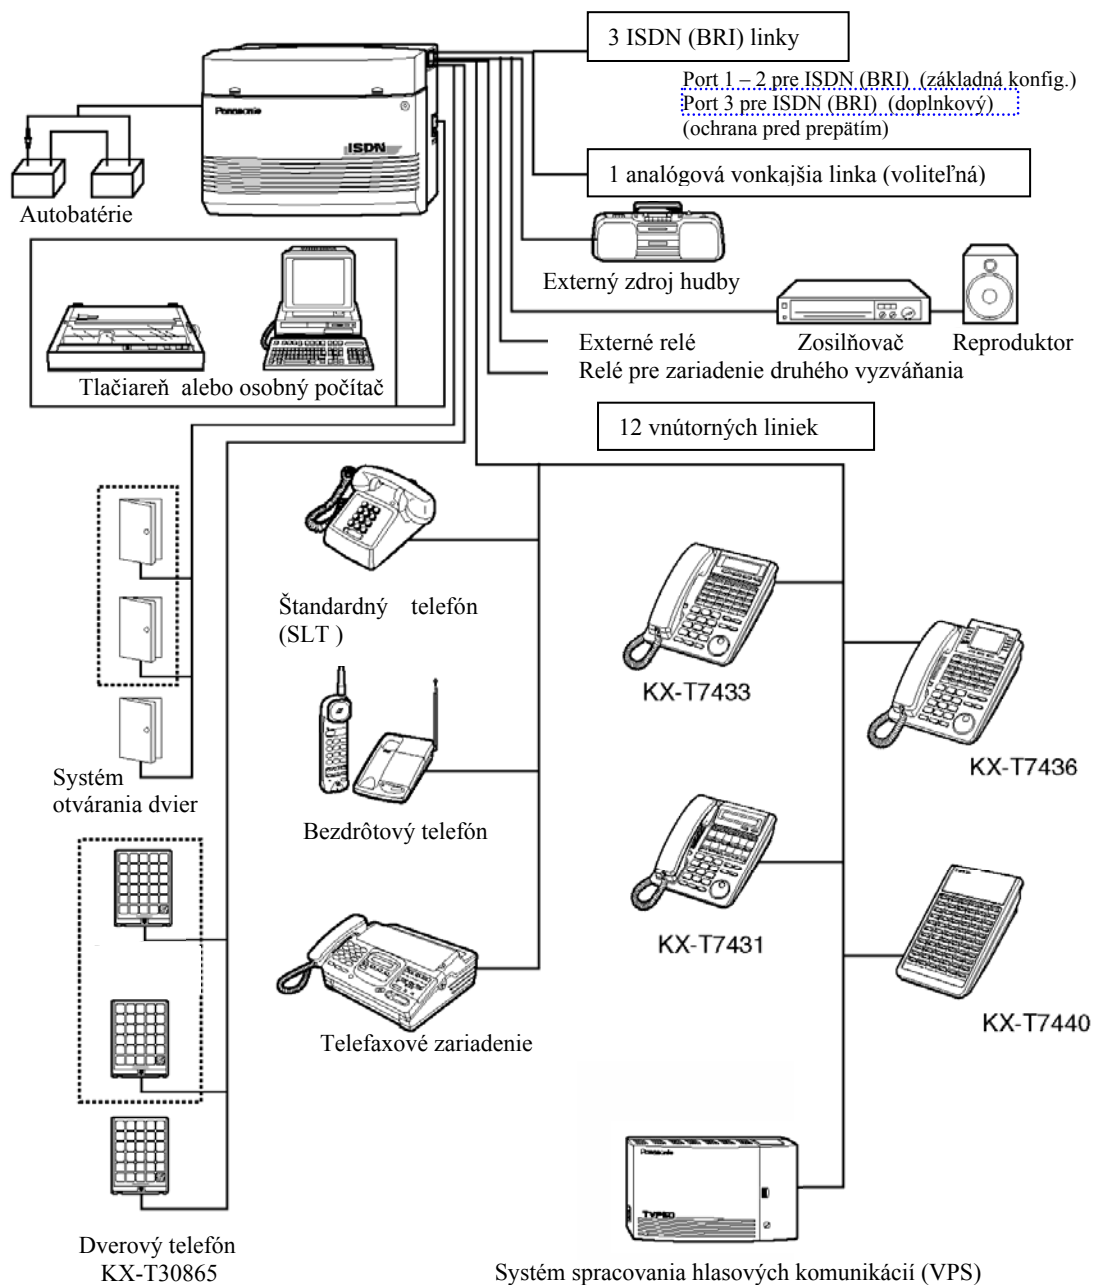 3 ISDN (BRI) linky
Port 1 – 2 pre ISDN (BRI) (základná konfig.)
Port 3 pre ISDN (BRI) (doplnkový)
(ochrana pred prepätím)
Panasonic
ISDN
1 analógová vonkajšia linka (voliteľná)
Autobatérie
Externý zdroj hudby
Externé relé
Zosilňovač
Reproduktor
Relé pre zariadenie druhého vyzváňania
Tlačiareň alebo osobný počítač
12 vnútorných liniek
Štandardný telefón
(SLT )
KX-T7433
KX-T7436
Systém
otvárania dvier
Bezdrôtový telefón
KX-T7431
KX-T7440
Telefaxové zariadenie
Panasonic
TVP50
Dverový telefón
KX-T30865
Systém spracovania hlasových komunikácií (VPS)